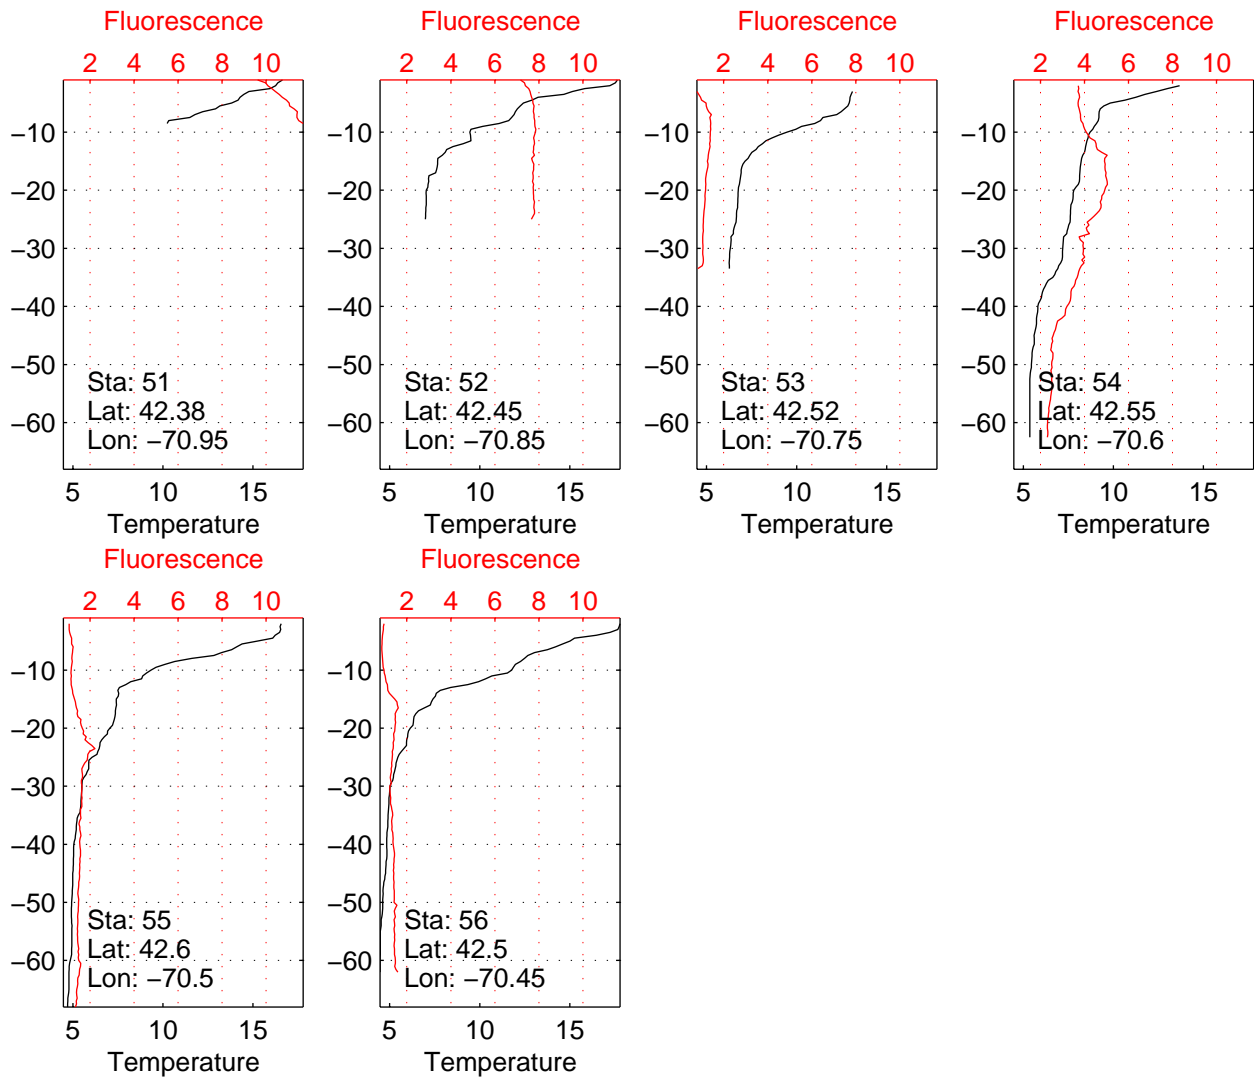 Fluorescence Fluorescence Fluorescence Fluorescence
2 4 6 8 10 2 4 6 8 10 2 4 6 8 10 2 4 6 8 10
−10 −10 −10 −10
−20 −20 −20 −20
−30 −30 −30 −30
−40 −40 −40 −40
−50 −50 −50 −50
Sta: 51 Sta: 52 Sta: 53 Sta: 54
Lat: 42.38 Lat: 42.45 Lat: 42.52 Lat: 42.55
−60 −60 −60 −60
Lon: −70.95 Lon: −70.85 Lon: −70.75 Lon: −70.6
5 10 15 5 10 15 5 10 15 5 10 15
Temperature Temperature Temperature Temperature
Fluorescence Fluorescence
2 4 6 8 10 2 4 6 8 10
−10 −10
−20 −20
−30 −30
−40 −40
−50 −50
Sta: 55 Sta: 56
Lat: 42.6 Lat: 42.5
−60 −60
Lon: −70.5 Lon: −70.45
5 10 15 5 10 15
Temperature Temperature